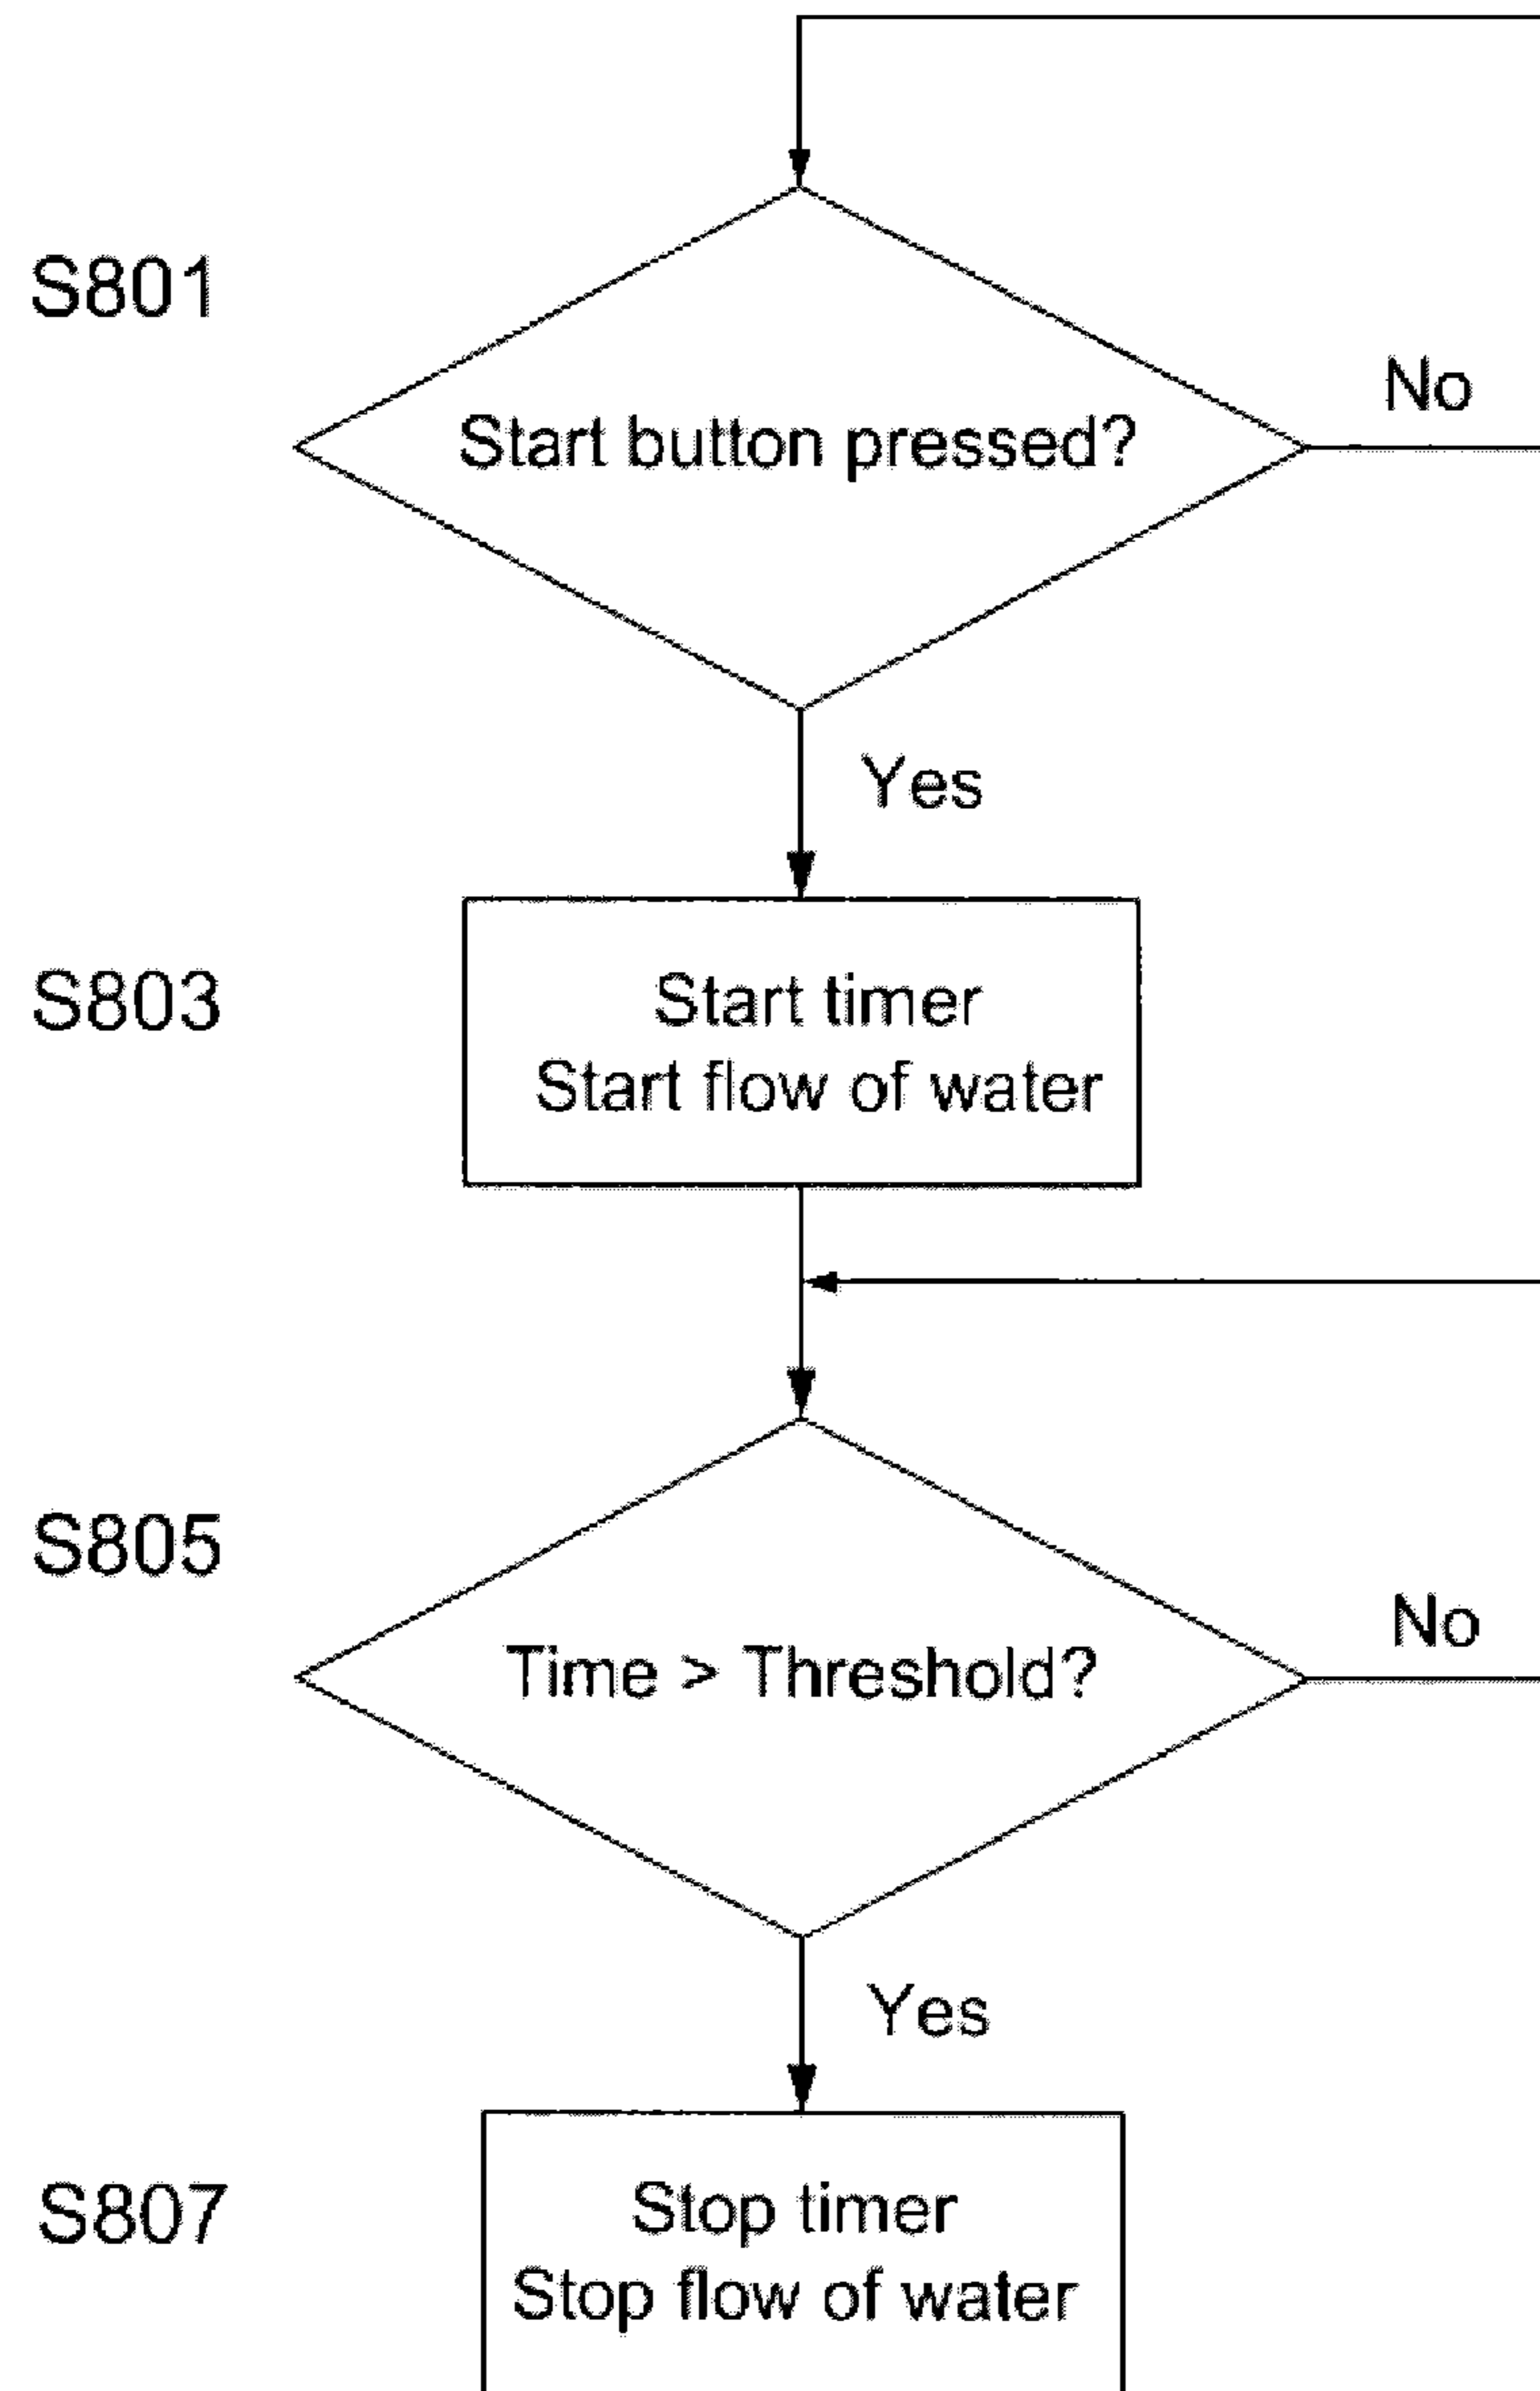 S801
Start button pressed?
No
Yes
S803
Start timer
Start flow of water
S805
Time > Threshold?
No
Yes
S807
Stop timer
Stop flow of water